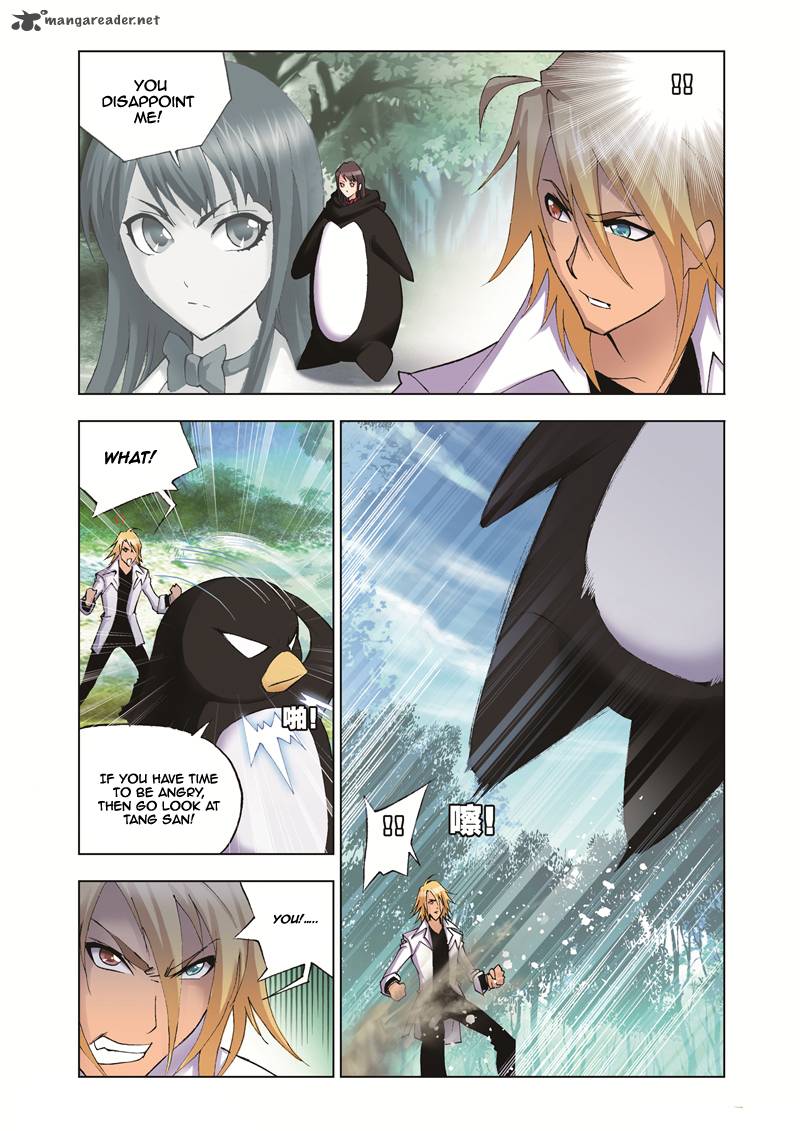 mangareader.net
YOU
DISAPPOINT
ME!
!!
WHAT!
啪!
IF YOU HAVE TIME
TO BE ANGRY,
THEN GO LOOK AT
TANG SAN!
!!
嚓!
YOU!.....